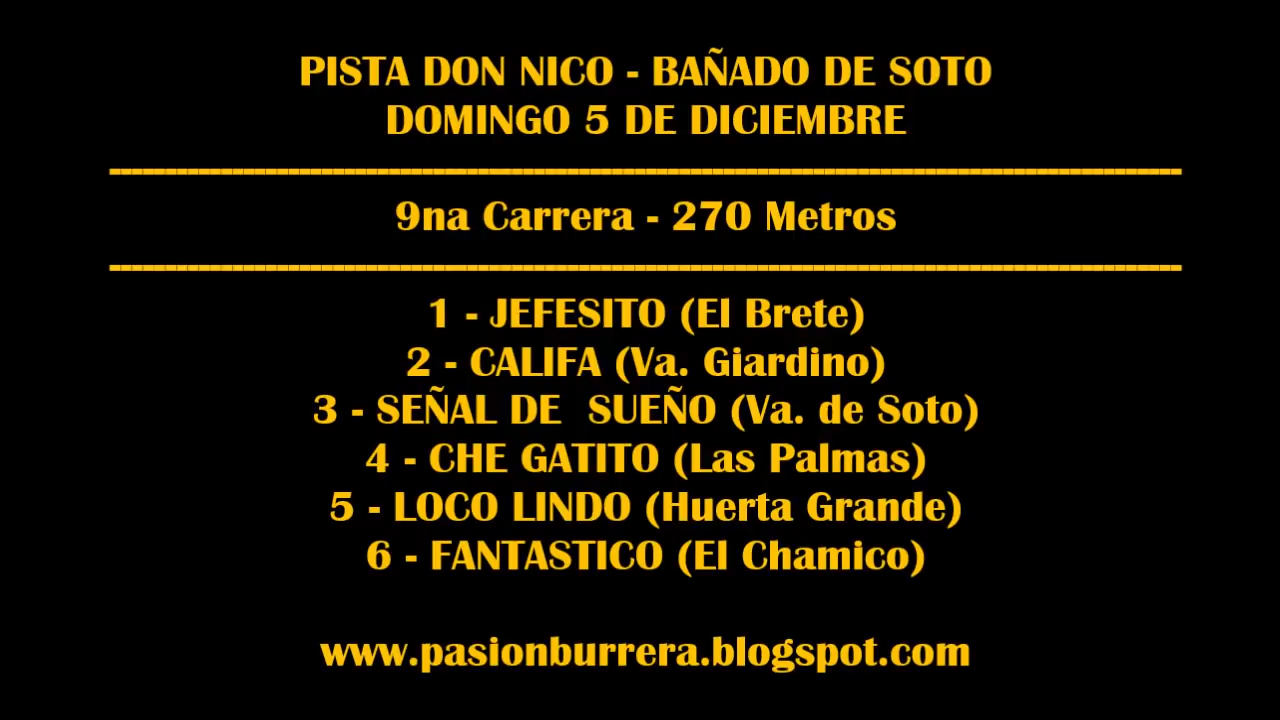 PISTA DON NICO - BAÑADO DE SOTO
DOMINGO 5 DE DICIEMBRE
9na Carrera - 270 Metros
1 - JEFESITO (El Brete)
2 - CALIFA (Va. Giardino)
3 - SEÑAL DE  SUEÑO (Va. de Soto)
4 - CHE GATITO (Las Palmas)
5 - LOCO LINDO (Huerta Grande)
6 - FANTASTICO (El Chamico)
www.pasionburrera.blogspot.com